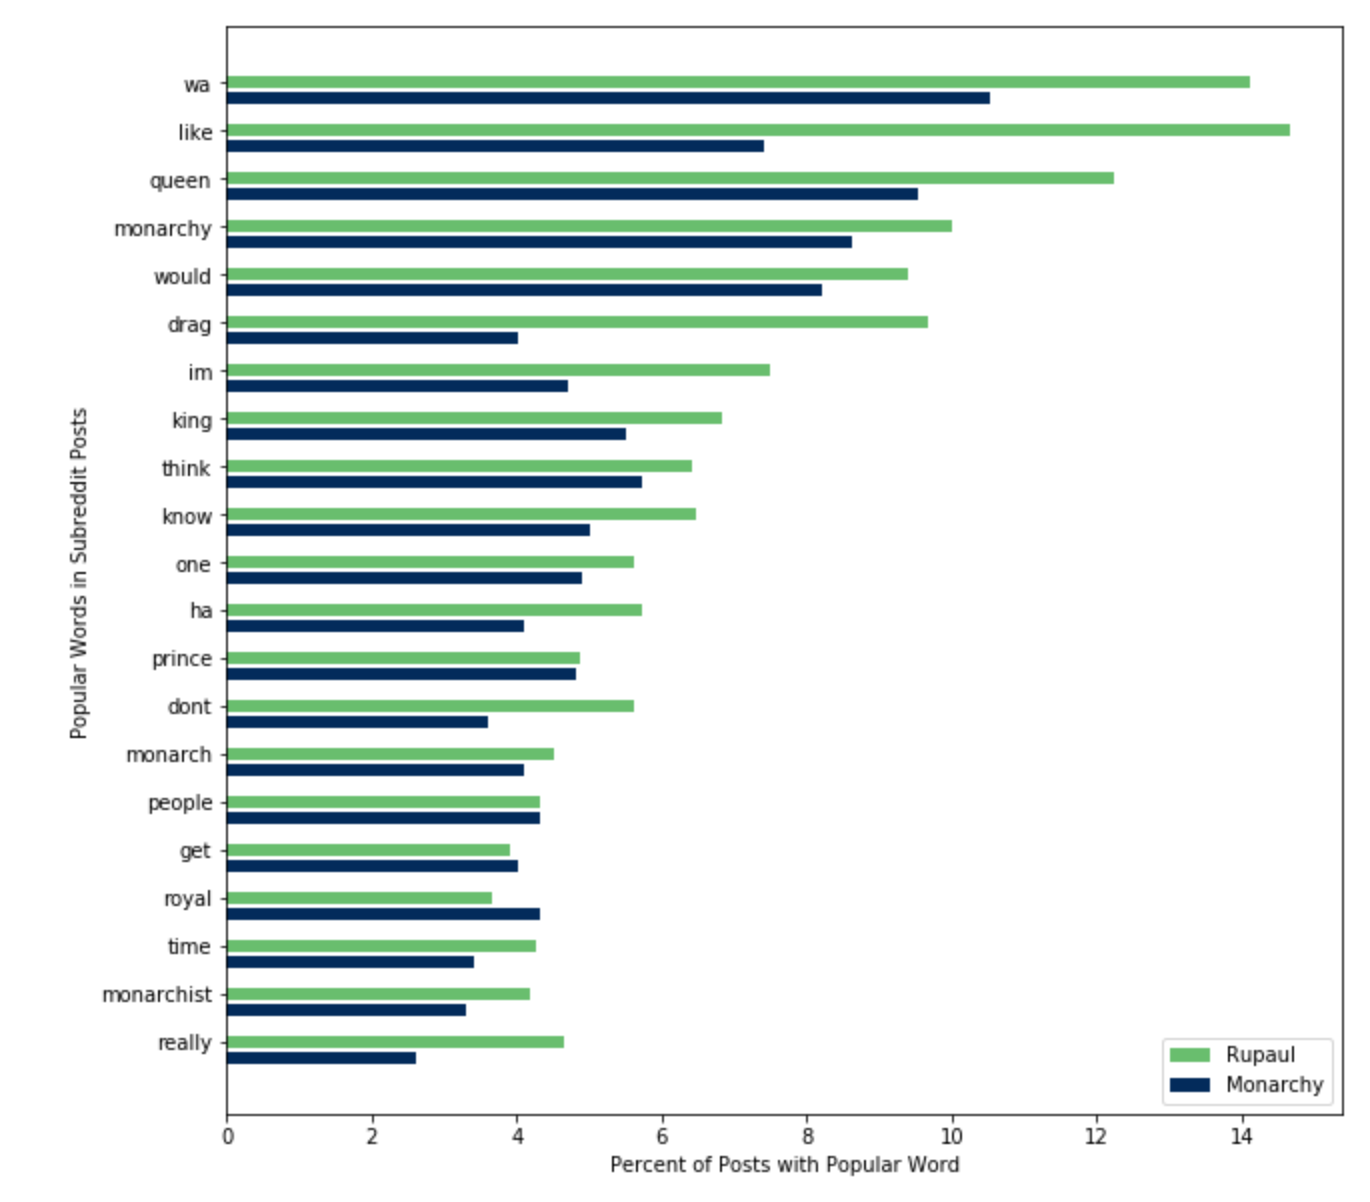 wa
like
queen
monarchy
would
drag
im
king
think
know
one
ha
prince
dont
monarch
people
get
royal
time
monarchist
really
Popular Words in Subreddit Posts
Rupaul
Monarchy
0 2 4 6 8 10 12 14
Percent of Posts with Popular Word